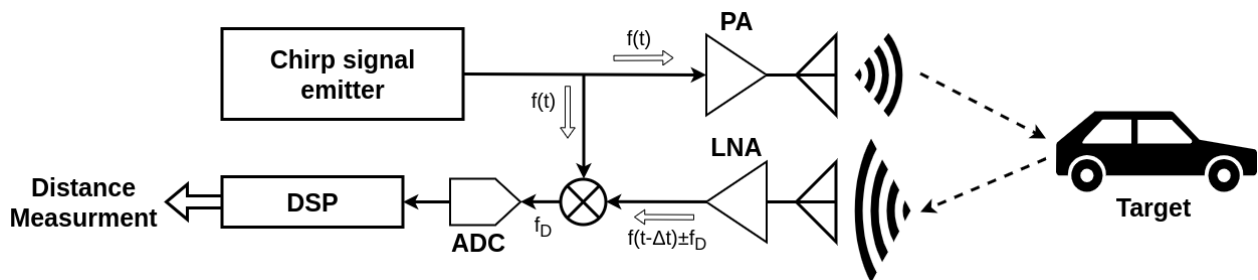 Chirp signal
emitter
f(t)
f(t)
PA
LNA
Target
f(t-Δt)±f_D
f_D
ADC
DSP
Distance
Measurment